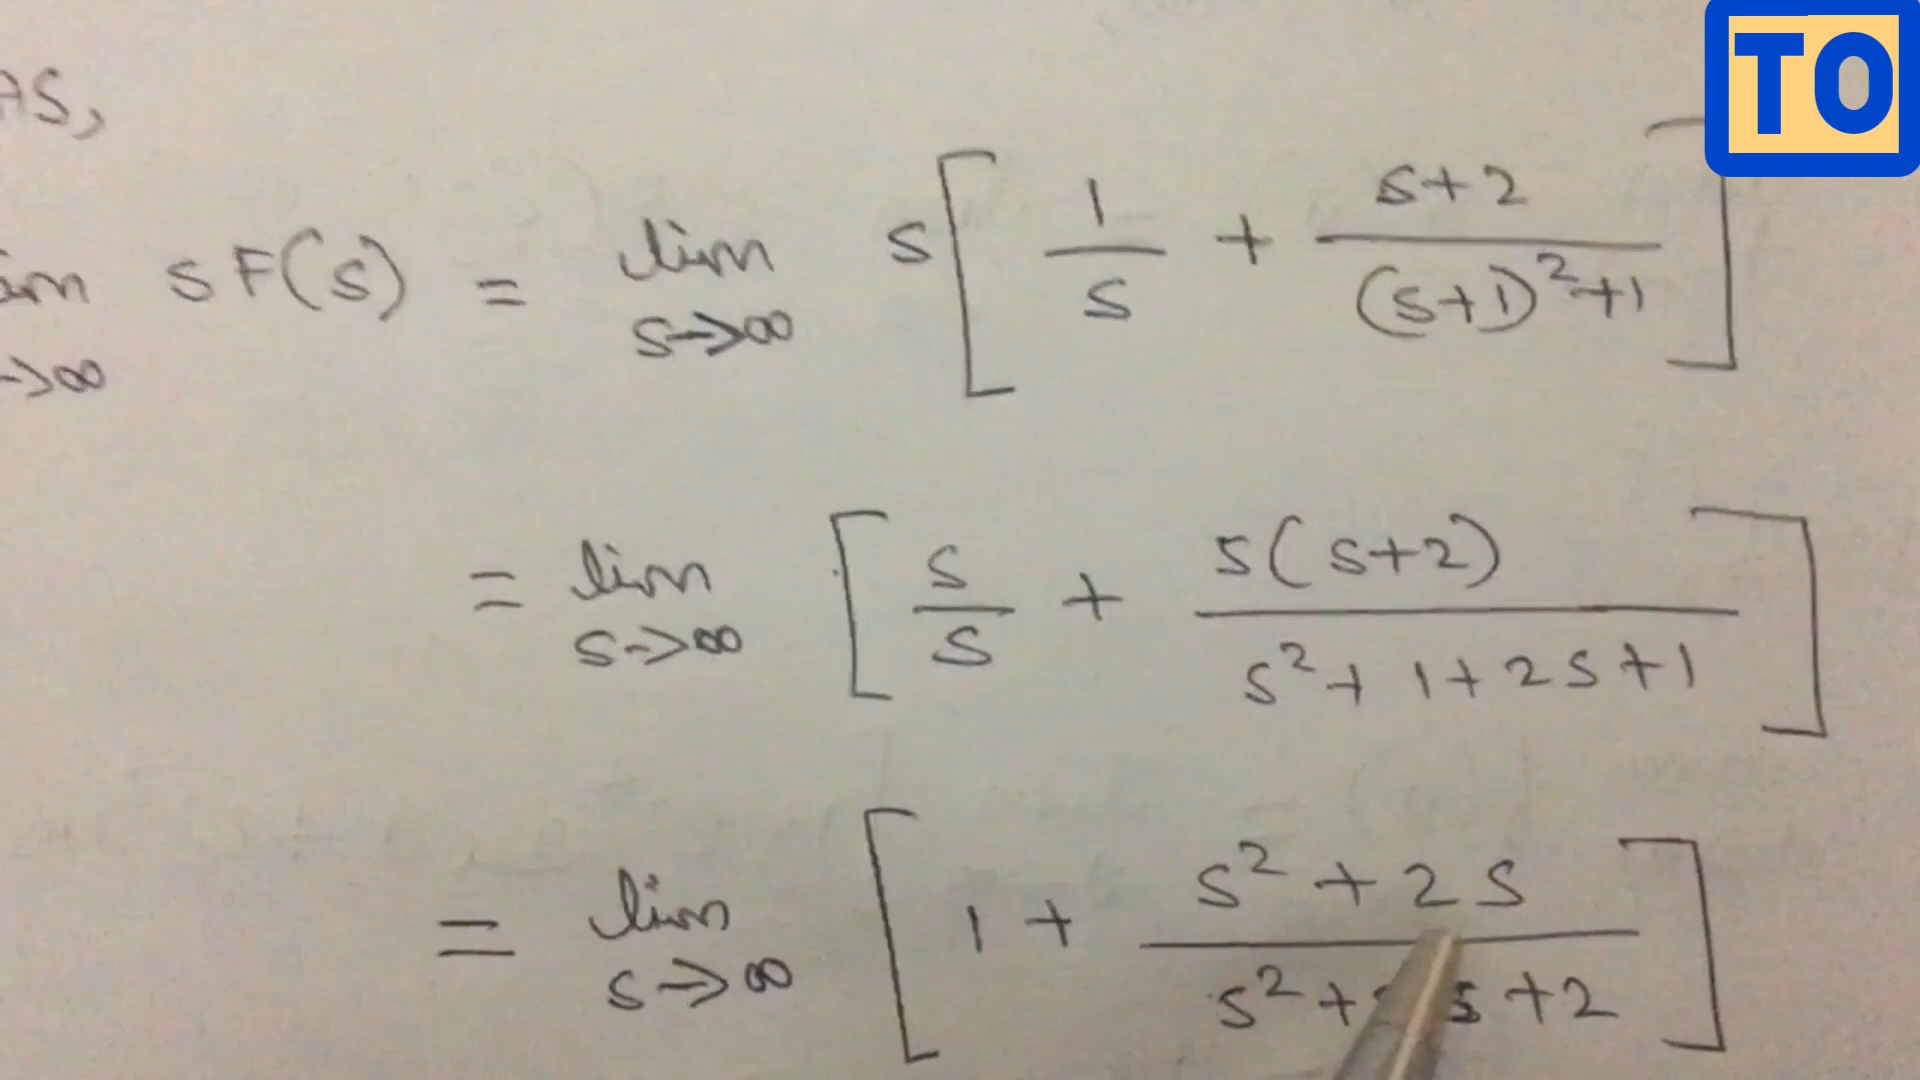 TO
AS,
lim sF(s) = lim s[ 1/s + (s+2)/((s+1)²+1) ]
→∞ s→∞
= lim [ s/s + s(s+2)/(s²+1+2s+1) ]
s→∞
= lim [ 1 + (s²+2s)/(s²+2s+2) ]
s→∞